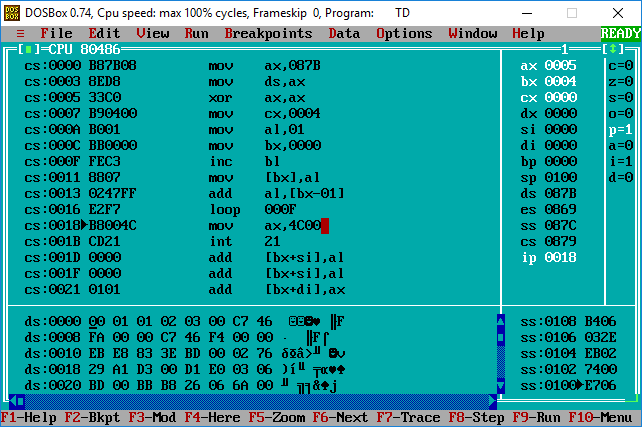 DOSBox 0.74, Cpu speed: max 100% cycles, Frameskip 0, Program: TD
≡ File Edit View Run Breakpoints Data Options Window Help READY
[■]=CPU 80486 1 [↕]
cs:0000 B87B08 mov ax,087B ax 0005 c=0
cs:0003 8ED8 mov ds,ax bx 0004 z=0
cs:0005 33C0 xor ax,ax cx 0000 s=0
cs:0007 B90400 mov cx,0004 dx 0000 o=0
cs:000A B001 mov al,01 si 0000 p=1
cs:000C BB0000 mov bx,0000 di 0000 a=0
cs:000F FEC3 inc bl bp 0000 i=1
cs:0011 8807 mov [bx],al sp 0100 d=0
cs:0013 0247FF add al,[bx-01] ds 087B
cs:0016 E2F7 loop 000F es 0869
cs:0018►B8004C mov ax,4C00 ss 087C
cs:001B CD21 int 21 cs 0879
cs:001D 0000 add [bx+si],al ip 0018
cs:001F 0000 add [bx+si],al
cs:0021 0101 add [bx+di],ax
ds:0000 00 01 01 02 03 00 C7 46 ☺☺☻♥ ╟F ss:0108 B406
ds:0008 FA 00 00 C7 46 F4 00 00 · ╟F⌠ ss:0106 032E
ds:0010 EB E8 83 3E BD 00 02 76 δΦâ>╜ ☻v ss:0104 EB02
ds:0018 29 A1 D3 00 D1 E0 03 06 )í╙ ╤α♥♠ ss:0102 7400
ds:0020 BD 00 BB B8 26 06 6A 00 ╜ ╗╕&♠j ss:0100►E706
F1-Help F2-Bkpt F3-Mod F4-Here F5-Zoom F6-Next F7-Trace F8-Step F9-Run F10-Menu